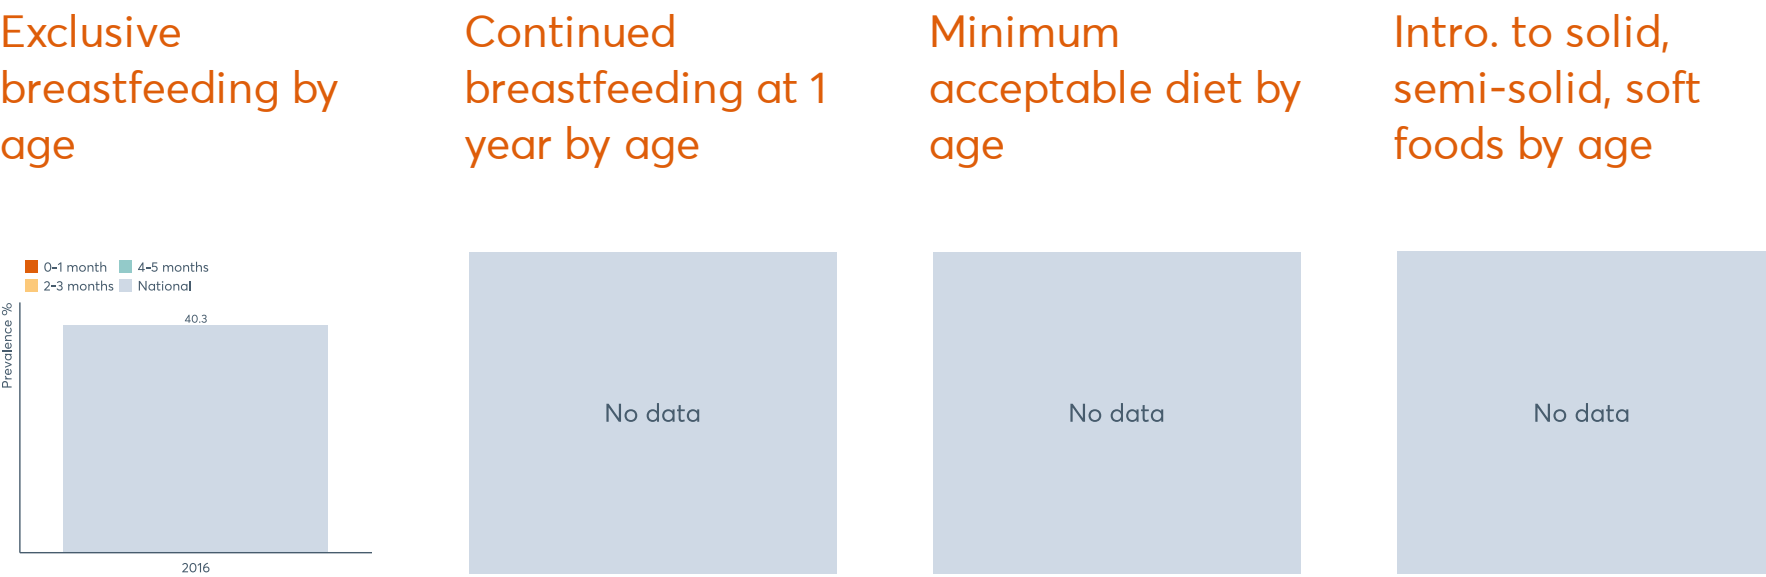 Exclusive
breastfeeding by
age
Continued
breastfeeding at 1
year by age
Minimum
acceptable diet by
age
Intro. to solid,
semi-solid, soft
foods by age
0-1 month
4-5 months
2-3 months
National
Prevalence %
40.3
2016
No data
No data
No data